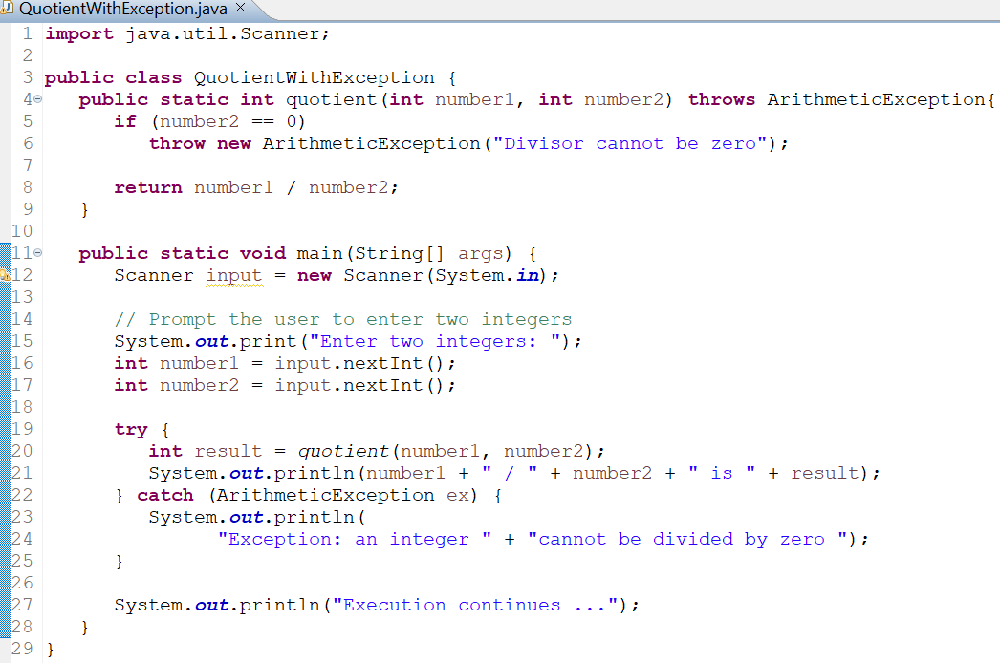 QuotientWithException.java
1 import java.util.Scanner;
2
3 public class QuotientWithException {
4 public static int quotient(int number1, int number2) throws ArithmeticException{
5 if (number2 == 0)
6 throw new ArithmeticException("Divisor cannot be zero");
7
8 return number1 / number2;
9 }
10
11 public static void main(String[] args) {
12 Scanner input = new Scanner(System.in);
13
14 // Prompt the user to enter two integers
15 System.out.print("Enter two integers: ");
16 int number1 = input.nextInt();
17 int number2 = input.nextInt();
18
19 try {
20 int result = quotient(number1, number2);
21 System.out.println(number1 + " / " + number2 + " is " + result);
22 } catch (ArithmeticException ex) {
23 System.out.println(
24 "Exception: an integer " + "cannot be divided by zero ");
25 }
26
27 System.out.println("Execution continues ...");
28 }
29 }